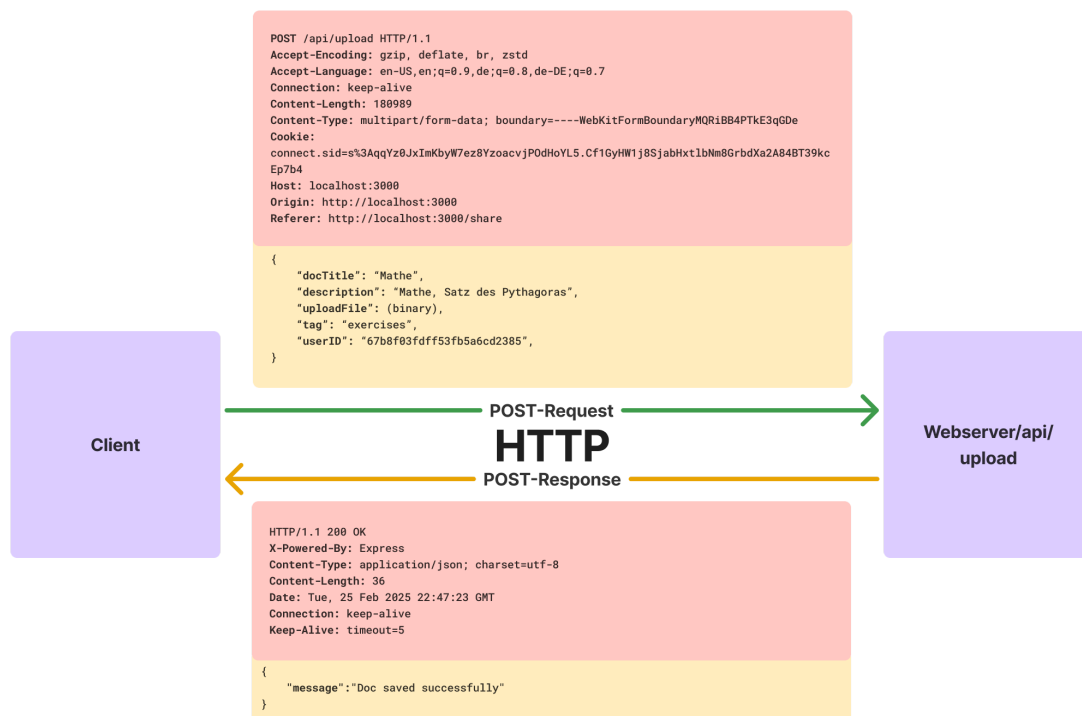 POST /api/upload HTTP/1.1
Accept-Encoding: gzip, deflate, br, zstd
Accept-Language: en-US,en;q=0.9,de;q=0.8,de-DE;q=0.7
Connection: keep-alive
Content-Length: 180989
Content-Type: multipart/form-data; boundary=----WebKitFormBoundaryMQRiBB4PTkE3qGDe
Cookie:
connect.sid=s%3AqqYz0JxImKbyW7ez8YzoacvjPOdHoYL5.Cf1GyHW1j8SjabHxtlbNm8GrbdXa2A84BT39kc
Ep7b4
Host: localhost:3000
Origin: http://localhost:3000
Referer: http://localhost:3000/share
{
“docTitle”: “Mathe”,
“description”: “Mathe, Satz des Pythagoras”,
“uploadFile”: (binary),
“tag”: “exercises”,
“userID”: “67b8f03fdff53fb5a6cd2385”,
}
Client
POST-Request
HTTP
POST-Response
Webserver/api/
upload
HTTP/1.1 200 OK
X-Powered-By: Express
Content-Type: application/json; charset=utf-8
Content-Length: 36
Date: Tue, 25 Feb 2025 22:47:23 GMT
Connection: keep-alive
Keep-Alive: timeout=5
{
"message":"Doc saved successfully"
}